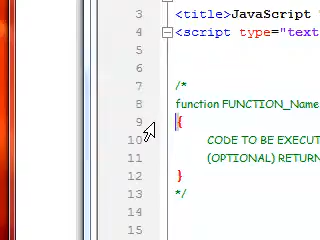 3 <title>JavaScript
4 <script type="text
5
6
7 /*
8 function FUNCTION_Name
9 {
10 CODE TO BE EXECUT
11 (OPTIONAL) RETURN
12 }
13 */
14
15